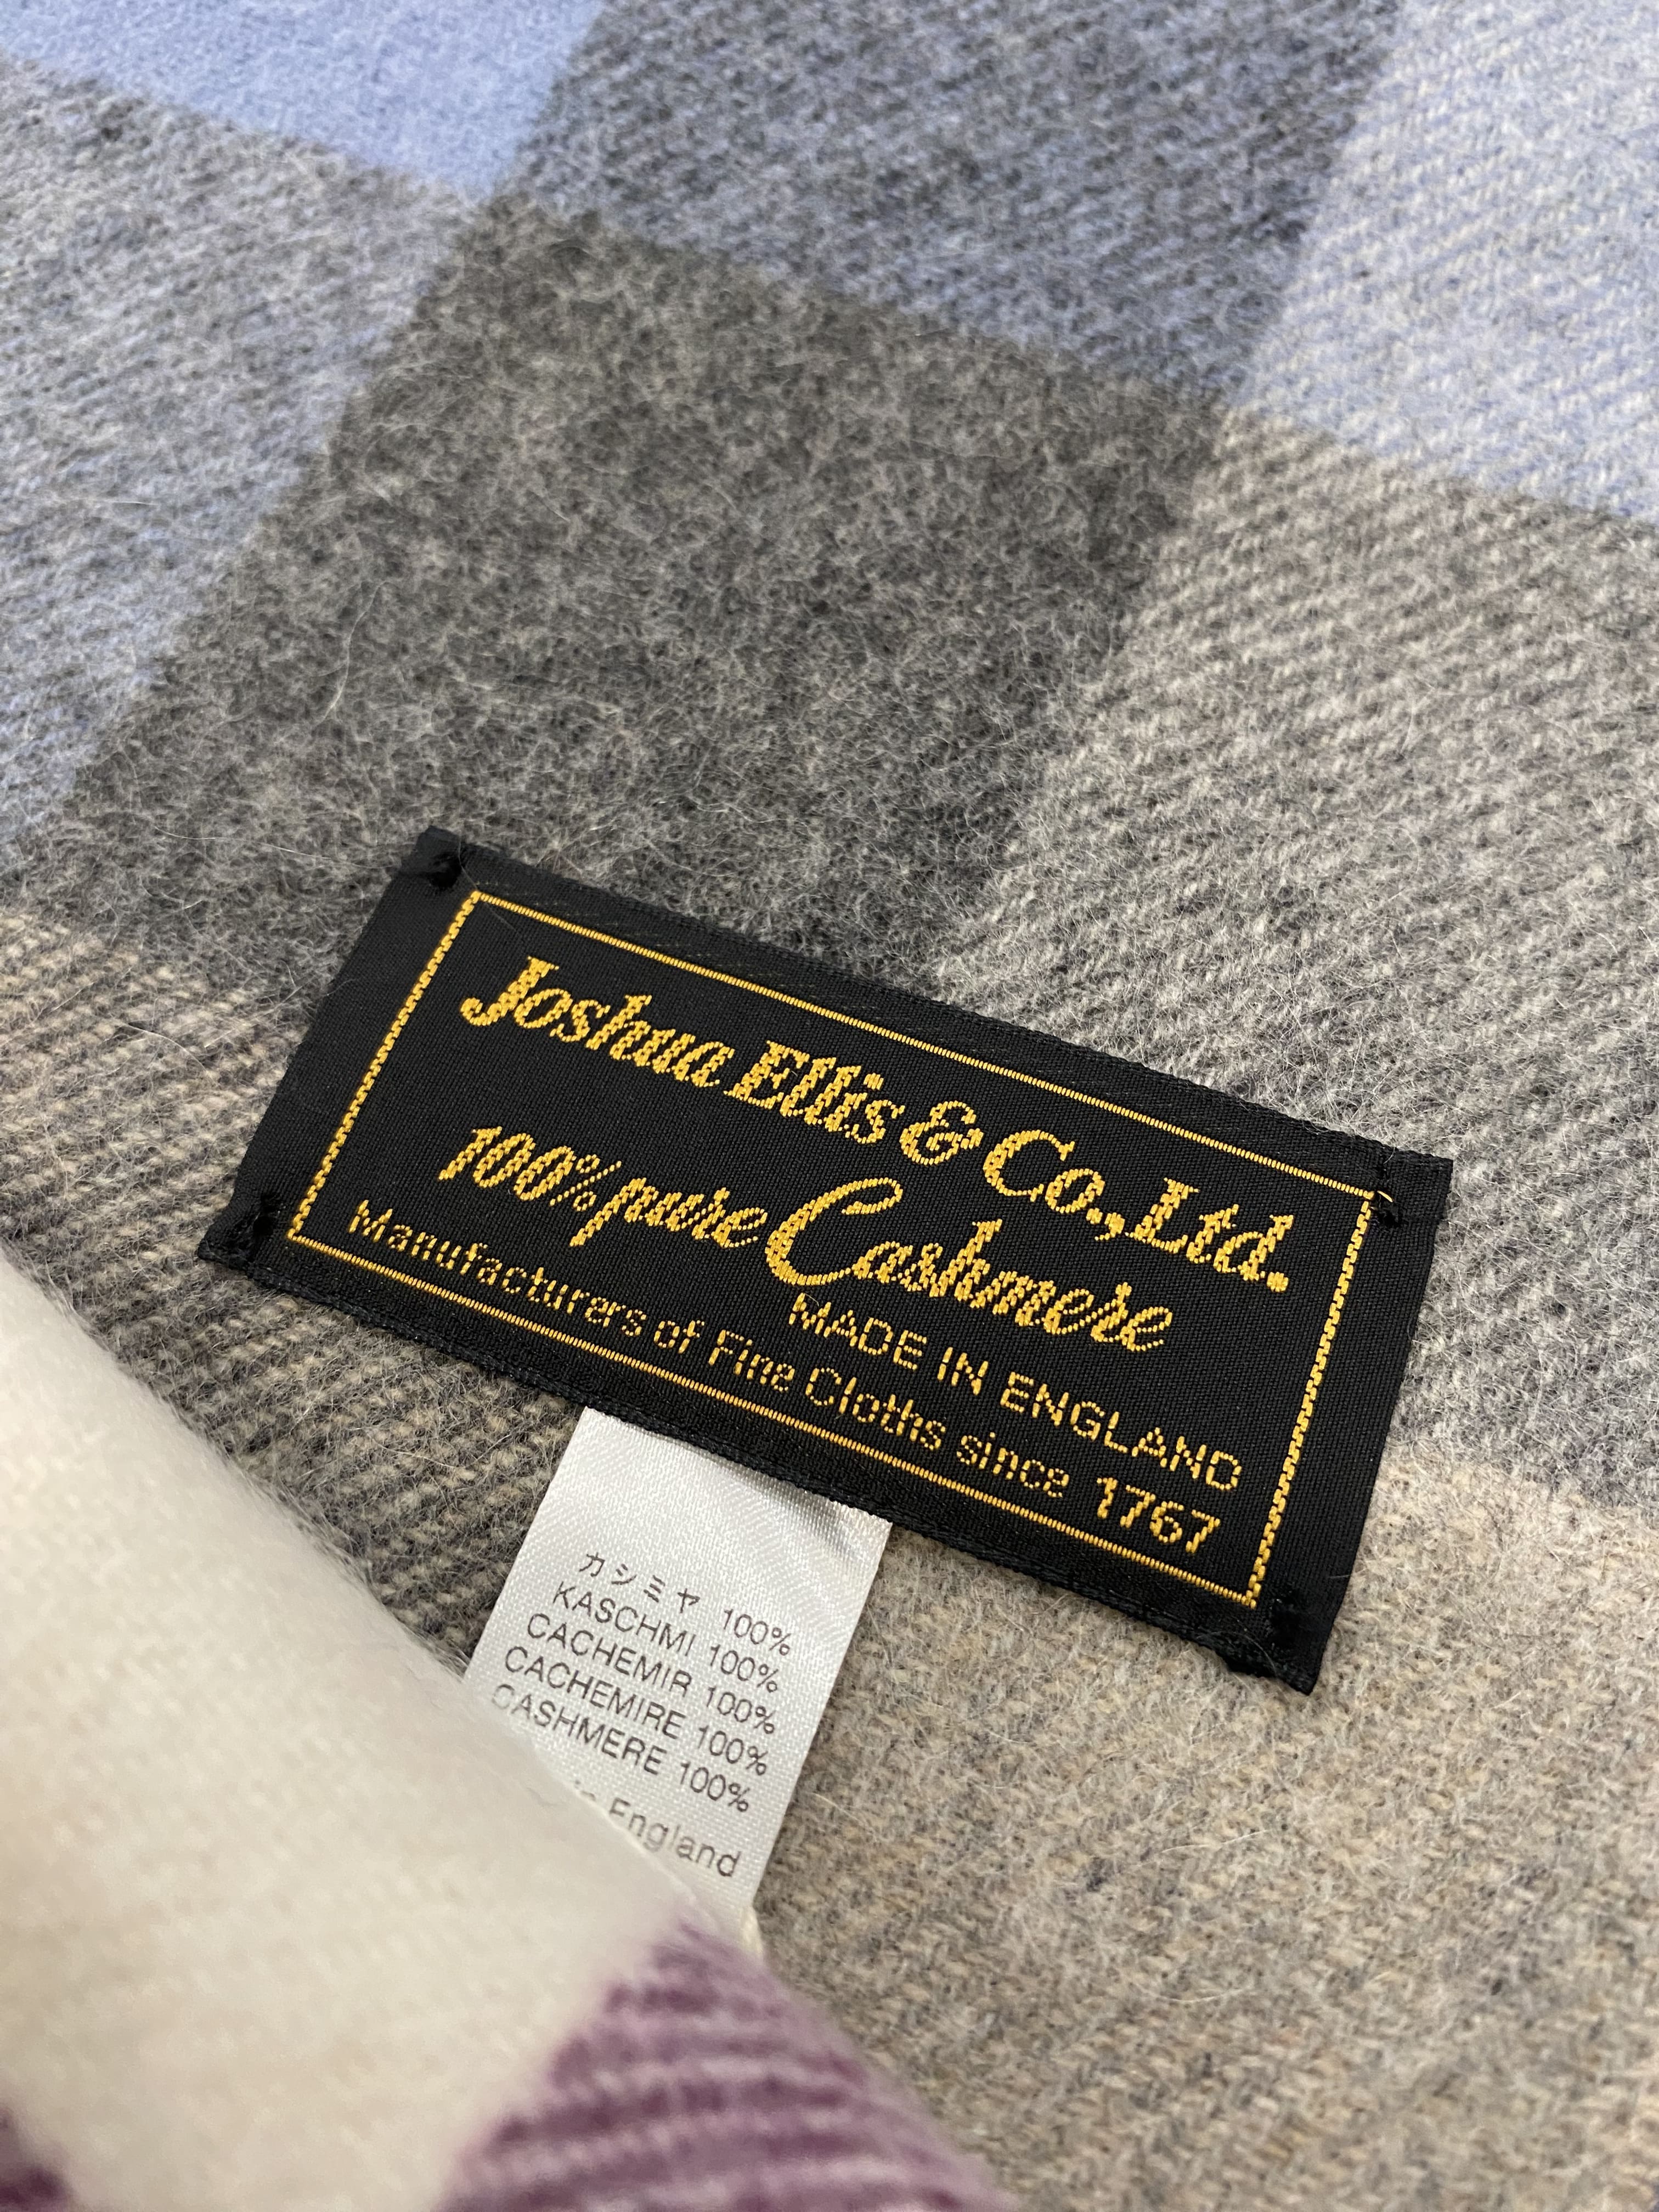 Joshua Ellis & Co., Ltd.
100% pure Cashmere
MADE IN ENGLAND
Manufacturers of Fine Cloths since 1767
カシミヤ 100%
KASCHMI 100%
CACHEMIR 100%
CACHEMIRE 100%
CASHMERE 100%
England